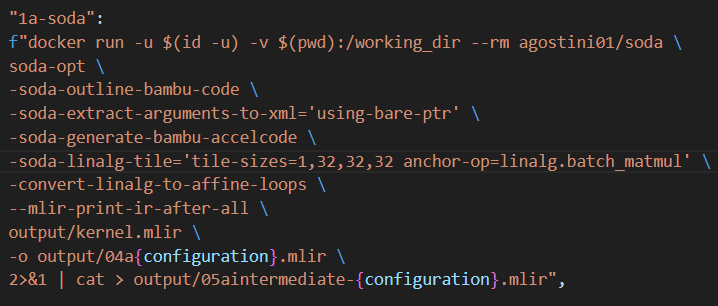 "1a-soda":
f"docker run -u $(id -u) -v $(pwd):/working_dir --rm agostini01/soda \
soda-opt \
-soda-outline-bambu-code \
-soda-extract-arguments-to-xml='using-bare-ptr' \
-soda-generate-bambu-accelcode \
-soda-linalg-tile='tile-sizes=1,32,32,32 anchor-op=linalg.batch_matmul' \
-convert-linalg-to-affine-loops \
--mlir-print-ir-after-all \
output/kernel.mlir \
-o output/04a{configuration}.mlir \
2>&1 | cat > output/05aintermediate-{configuration}.mlir",